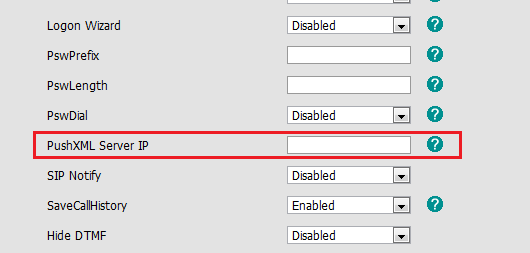 Logon Wizard Disabled ?
PswPrefix ?
PswLength ?
PswDial Disabled ?
PushXML Server IP ?
SIP Notify Disabled
SaveCallHistory Enabled ?
Hide DTMF Disabled